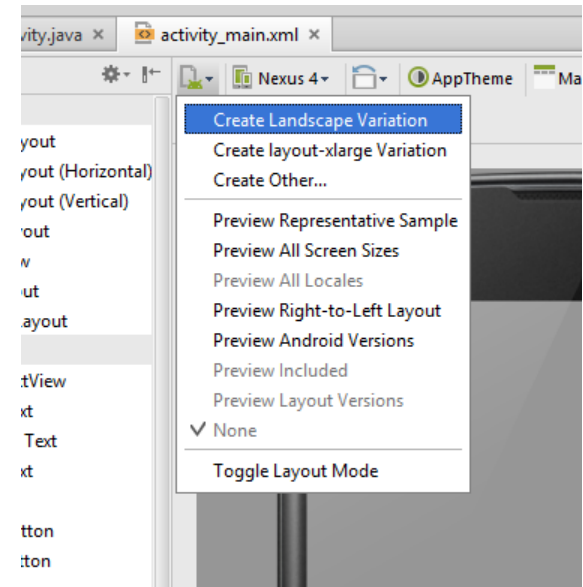 vity.java ×
activity_main.xml ×
Nexus 4
AppTheme
Ma
yout
yout (Horizontal)
yout (Vertical)
out
w
out
ayout
tView
xt
Text
xt
tton
tton
Create Landscape Variation
Create layout-xlarge Variation
Create Other...
Preview Representative Sample
Preview All Screen Sizes
Preview All Locales
Preview Right-to-Left Layout
Preview Android Versions
Preview Included
Preview Layout Versions
None
Toggle Layout Mode